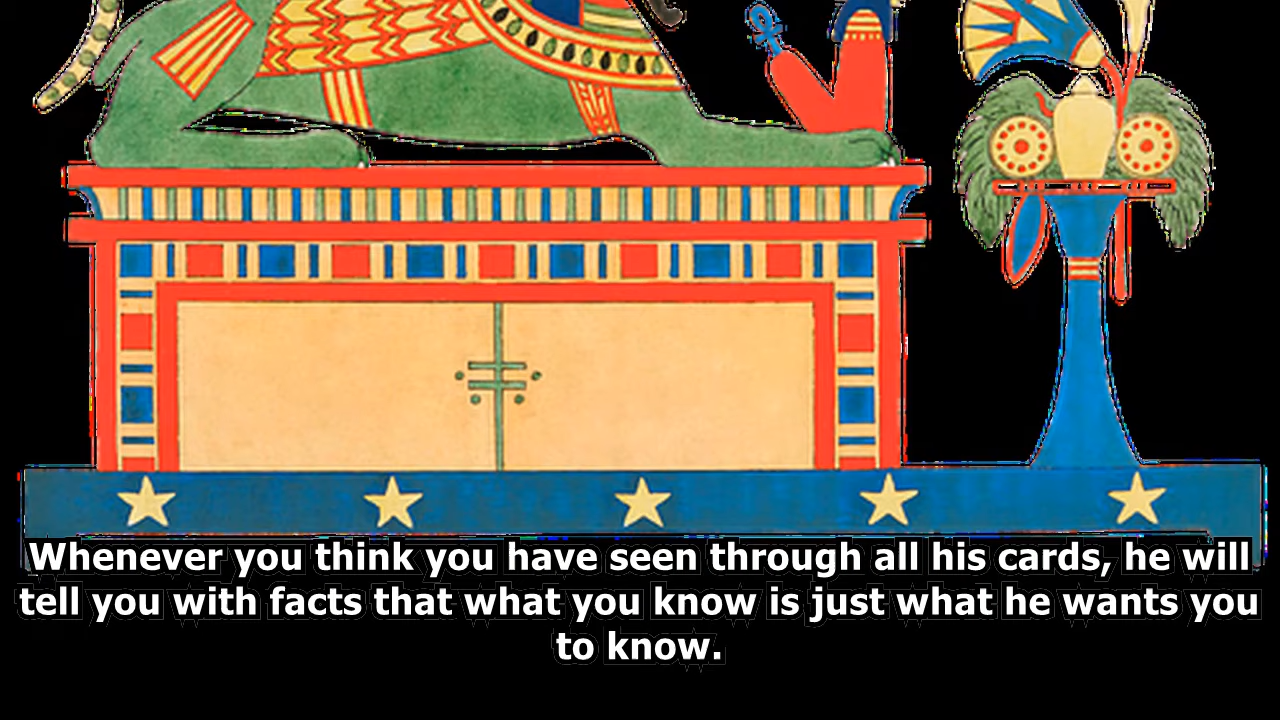 Whenever you think you have seen through all his cards, he will
tell you with facts that what you know is just what he wants you
to know.